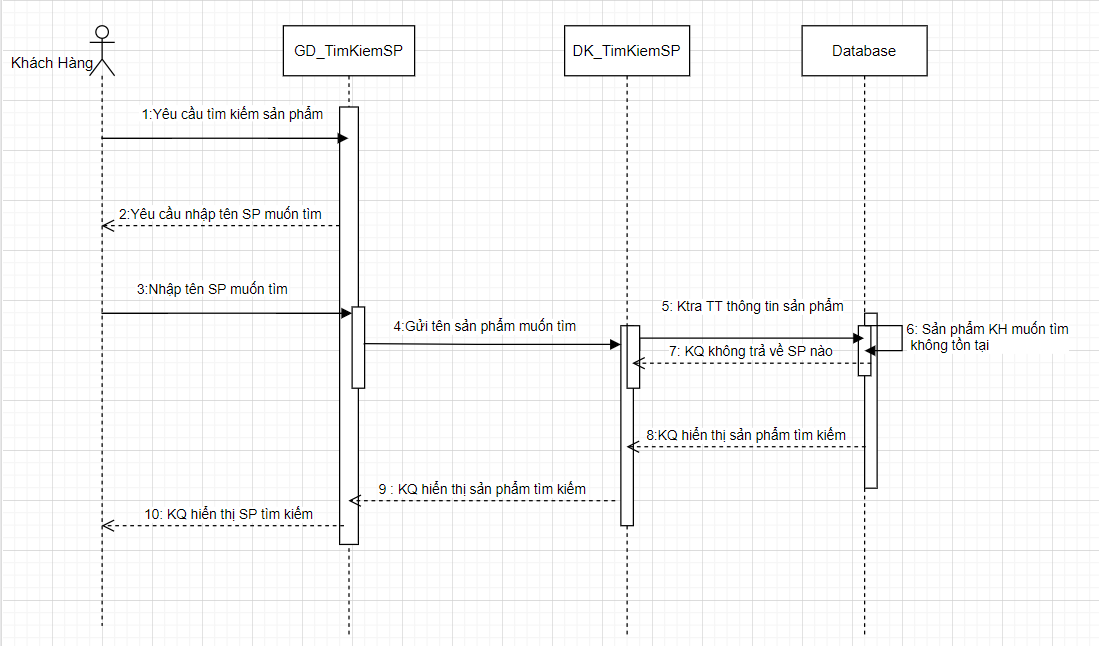 Khách Hàng
GD_TimKiemSP
DK_TimKiemSP
Database
1:Yêu cầu tìm kiếm sản phẩm
2:Yêu cầu nhập tên SP muốn tìm
3:Nhập tên SP muốn tìm
4:Gửi tên sản phẩm muốn tìm
5: Ktra TT thông tin sản phẩm
6: Sản phẩm KH muốn tìm
không tồn tại
7: KQ không trả về SP nào
8:KQ hiển thị sản phẩm tìm kiếm
9 : KQ hiển thị sản phẩm tìm kiếm
10: KQ hiển thị SP tìm kiếm